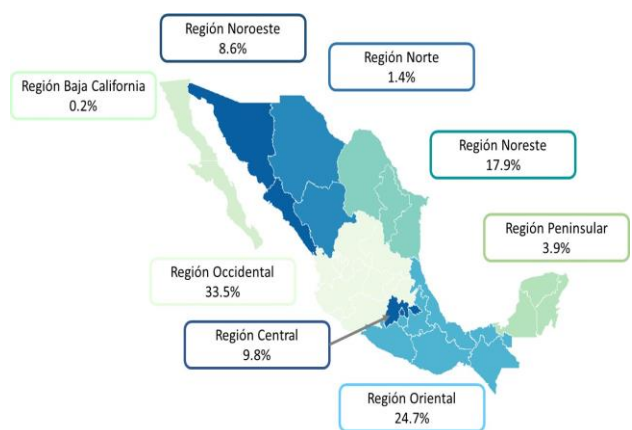 Región Noroeste
8.6%
Región Norte
1.4%
Región Baja California
0.2%
Región Noreste
17.9%
Región Peninsular
3.9%
Región Occidental
33.5%
Región Central
9.8%
Región Oriental
24.7%